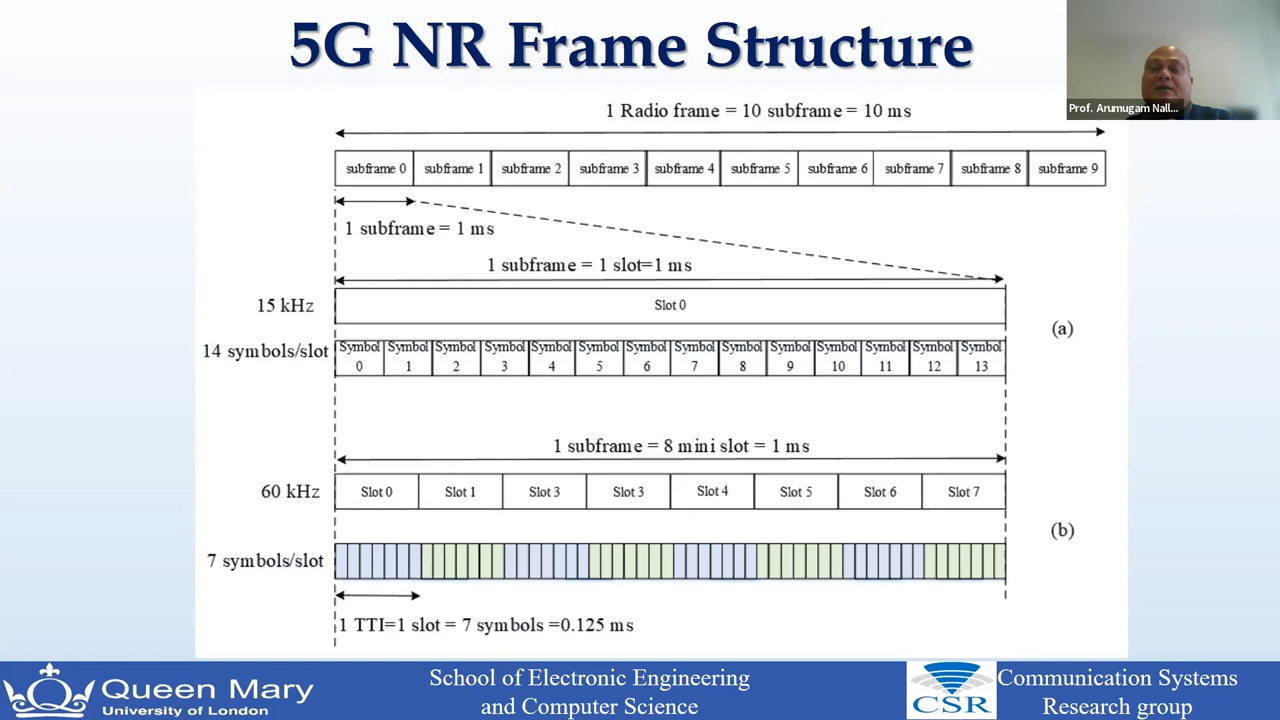 5G NR Frame Structure
Prof. Arumugam Nall...
1 Radio frame = 10 subframe = 10 ms
subframe 0 subframe 1 subframe 2 subframe 3 subframe 4 subframe 5 subframe 6 subframe 7 subframe 8 subframe 9
1 subframe = 1 ms
1 subframe = 1 slot=1 ms
15 kHz
Slot 0
(a)
14 symbols/slot
Symbol 0
Symbol 1
Symbol 2
Symbol 3
Symbol 4
Symbol 5
Symbol 6
Symbol 7
Symbol 8
Symbol 9
Symbol 10
Symbol 11
Symbol 12
Symbol 13
1 subframe = 8 mini slot = 1 ms
60 kHz
Slot 0 Slot 1 Slot 3 Slot 3 Slot 4 Slot 5 Slot 6 Slot 7
(b)
7 symbols/slot
1 TTI=1 slot = 7 symbols =0.125 ms
Queen Mary
University of London
School of Electronic Engineering
and Computer Science
CSR
Communication Systems
Research group